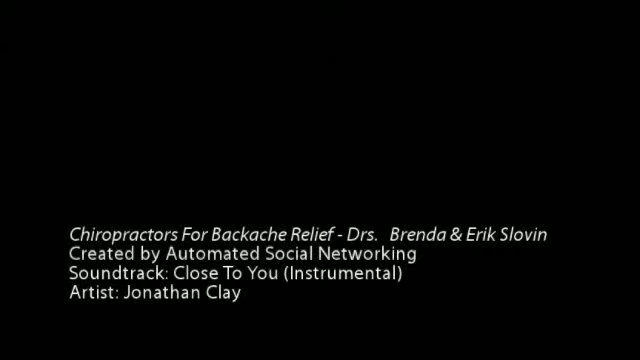 Chiropractors For Backache Relief - Drs.   Brenda & Erik Slovin
Created by Automated Social Networking
Soundtrack: Close To You (Instrumental)
Artist: Jonathan Clay